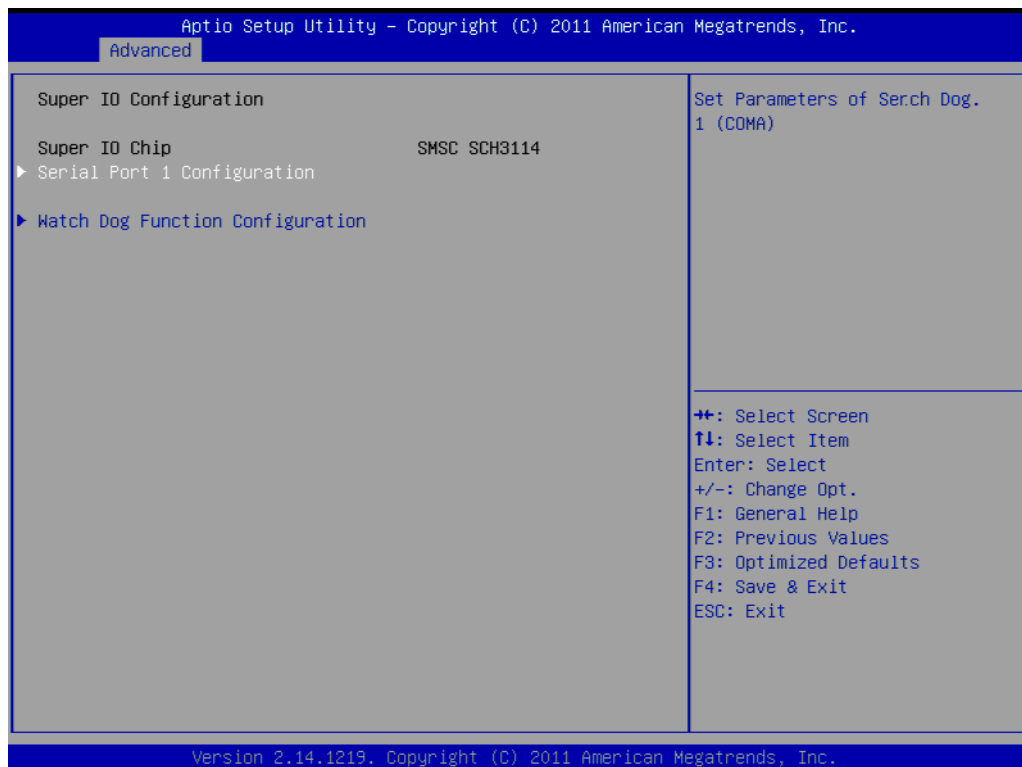 Aptio Setup Utility – Copyright (C) 2011 American Megatrends, Inc.
Advanced
Super IO Configuration
Super IO Chip SMSC SCH3114
Serial Port 1 Configuration
Watch Dog Function Configuration
Set Parameters of Serch Dog.
1 (COMA)
→←: Select Screen
↑↓: Select Item
Enter: Select
+/-: Change Opt.
F1: General Help
F2: Previous Values
F3: Optimized Defaults
F4: Save & Exit
ESC: Exit
Version 2.14.1219. Copyright (C) 2011 American Megatrends, Inc.